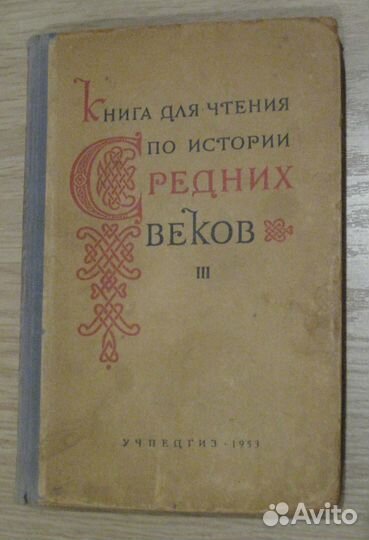 Книга для чтения
по истории
Средних
веков
III
УЧПЕДГИЗ - 1953
Avito